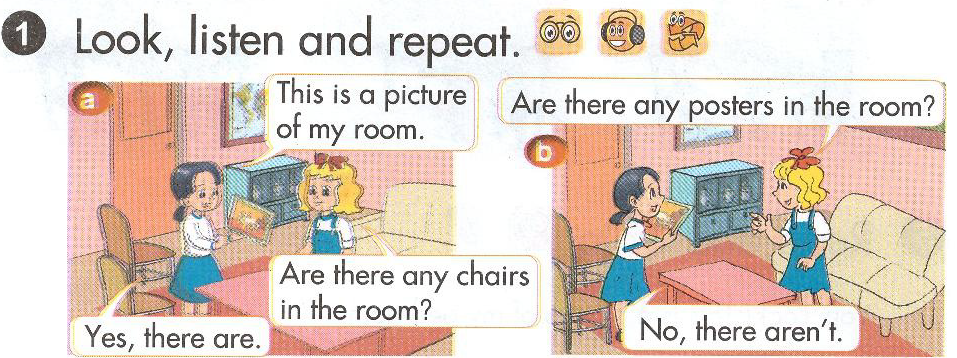 1 Look, listen and repeat.
a
This is a picture
of my room.
Are there any chairs
in the room?
Yes, there are.
b
Are there any posters in the room?
No, there aren't.